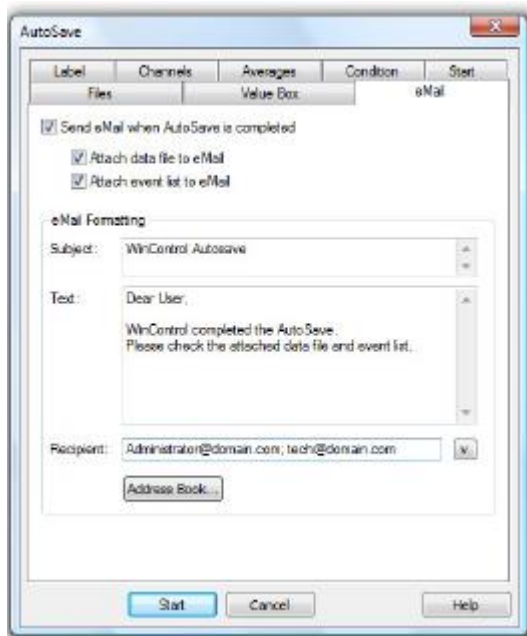 AutoSave
Label Channels Averages Condition Start
Files Value Box eMail
Send eMail when AutoSave is completed
Attach data file to eMail
Attach event list to eMail
eMail Formatting
Subject: WinControl Autosave
Text: Dear User,
WinControl completed the AutoSave.
Please check the attached data file and event list.
Recipient: Administrator@domain.com; tech@domain.com v
Address Book...
Start Cancel Help